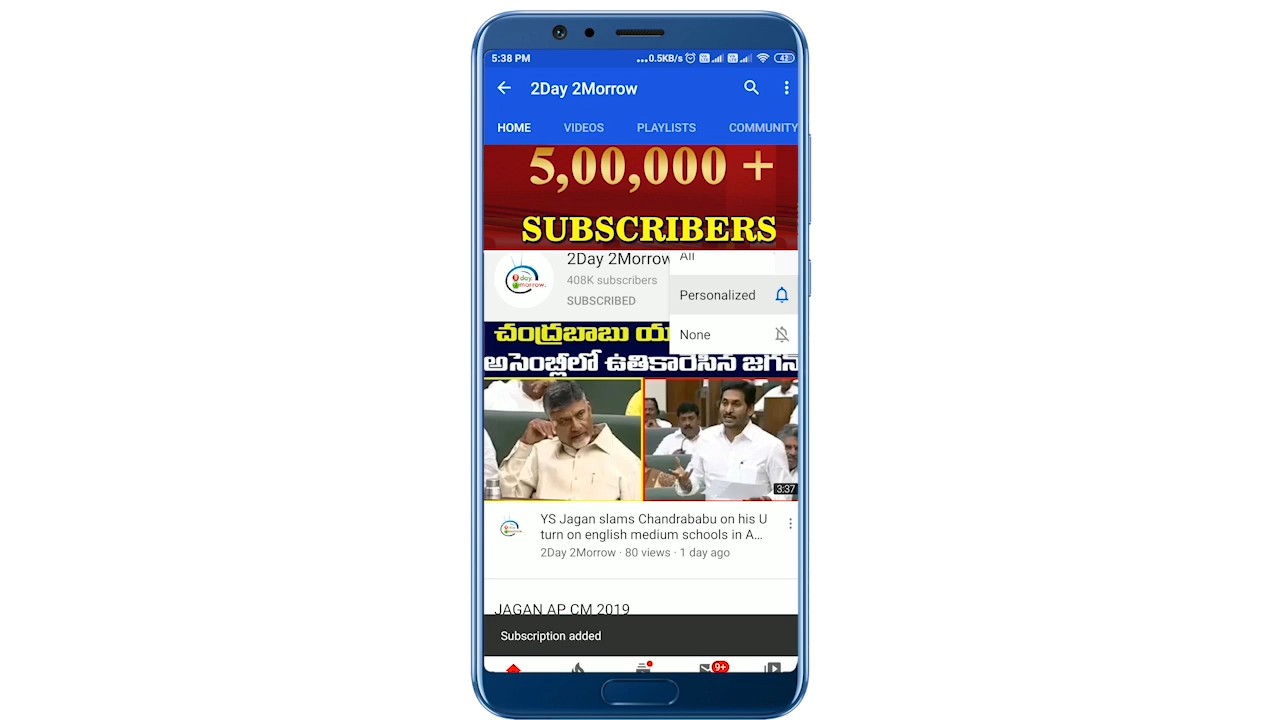 5:38 PM
...0.5KB/s
42
2Day 2Morrow
HOME VIDEOS PLAYLISTS COMMUNITY
5,00,000 +
SUBSCRIBERS
2Day 2Morrow
408K subscribers
SUBSCRIBED
All
Personalized
None
చంద్రబాబు యు
అసెంబ్లీలో ఉతికారేసిన జగన్
3:37
YS Jagan slams Chandrababu on his U
turn on english medium schools in A...
2Day 2Morrow · 80 views · 1 day ago
JAGAN AP CM 2019
Subscription added
9+